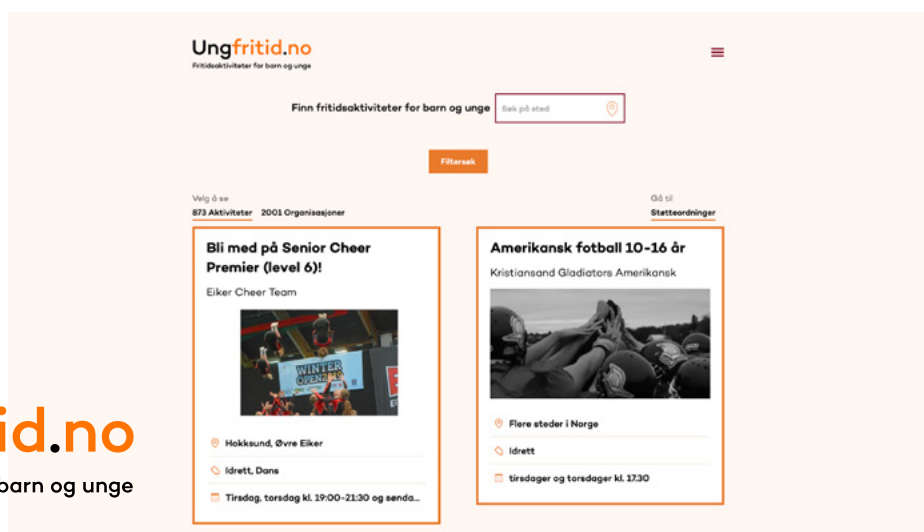 Ungfritid.no
Fritidsaktiviteter for barn og unge
Finn fritidsaktiviteter for barn og unge
Søk på sted
Filtersøk
Velg å se
873 Aktiviteter 2001 Organisasjoner
Gå til
Støtteordninger
Bli med på Senior Cheer
Premier (level 6)!
Eiker Cheer Team
WINTER
OPEN
Hokksund, Øvre Eiker
Idrett, Dans
Tirsdag, torsdag kl. 19:00-21:30 og sønda...
Amerikansk fotball 10-16 år
Kristiansand Gladiators Amerikansk
Flere steder i Norge
Idrett
tirsdager og torsdager kl. 17.30
id.no
barn og unge